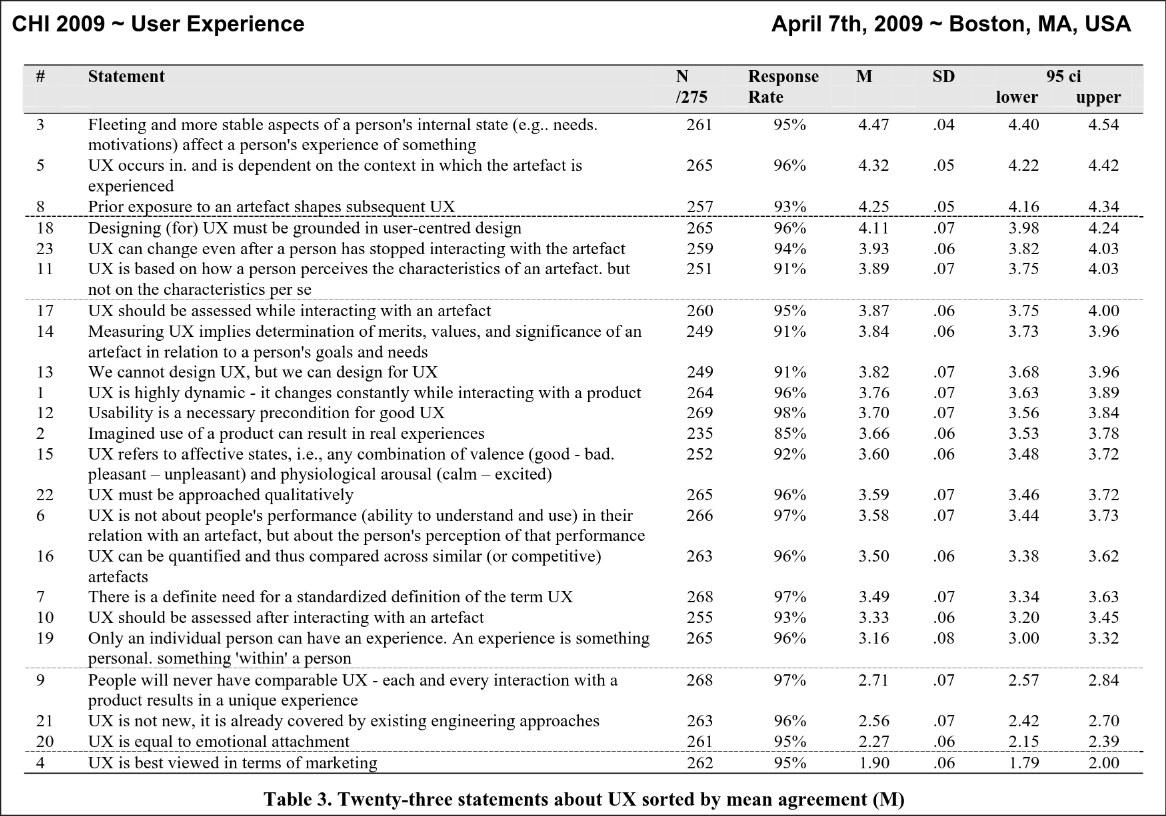 CHI 2009 ~ User Experience April 7th, 2009 ~ Boston, MA, USA
# Statement N Response M SD 95 ci
/275 Rate lower upper
3 Fleeting and more stable aspects of a person's internal state (e.g.. needs. 261 95% 4.47 .04 4.40 4.54
motivations) affect a person's experience of something
5 UX occurs in. and is dependent on the context in which the artefact is 265 96% 4.32 .05 4.22 4.42
experienced
8 Prior exposure to an artefact shapes subsequent UX 257 93% 4.25 .05 4.16 4.34
18 Designing (for) UX must be grounded in user-centred design 265 96% 4.11 .07 3.98 4.24
23 UX can change even after a person has stopped interacting with the artefact 259 94% 3.93 .06 3.82 4.03
11 UX is based on how a person perceives the characteristics of an artefact. but 251 91% 3.89 .07 3.75 4.03
not on the characteristics per se
17 UX should be assessed while interacting with an artefact 260 95% 3.87 .06 3.75 4.00
14 Measuring UX implies determination of merits, values, and significance of an 249 91% 3.84 .06 3.73 3.96
artefact in relation to a person's goals and needs
13 We cannot design UX, but we can design for UX 249 91% 3.82 .07 3.68 3.96
1 UX is highly dynamic - it changes constantly while interacting with a product 264 96% 3.76 .07 3.63 3.89
12 Usability is a necessary precondition for good UX 269 98% 3.70 .07 3.56 3.84
2 Imagined use of a product can result in real experiences 235 85% 3.66 .06 3.53 3.78
15 UX refers to affective states, i.e., any combination of valence (good - bad. 252 92% 3.60 .06 3.48 3.72
pleasant – unpleasant) and physiological arousal (calm – excited)
22 UX must be approached qualitatively 265 96% 3.59 .07 3.46 3.72
6 UX is not about people's performance (ability to understand and use) in their 266 97% 3.58 .07 3.44 3.73
relation with an artefact, but about the person's perception of that performance
16 UX can be quantified and thus compared across similar (or competitive) 263 96% 3.50 .06 3.38 3.62
artefacts
7 There is a definite need for a standardized definition of the term UX 268 97% 3.49 .07 3.34 3.63
10 UX should be assessed after interacting with an artefact 255 93% 3.33 .06 3.20 3.45
19 Only an individual person can have an experience. An experience is something 265 96% 3.16 .08 3.00 3.32
personal. something 'within' a person
9 People will never have comparable UX - each and every interaction with a 268 97% 2.71 .07 2.57 2.84
product results in a unique experience
21 UX is not new, it is already covered by existing engineering approaches 263 96% 2.56 .07 2.42 2.70
20 UX is equal to emotional attachment 261 95% 2.27 .06 2.15 2.39
4 UX is best viewed in terms of marketing 262 95% 1.90 .06 1.79 2.00
Table 3. Twenty-three statements about UX sorted by mean agreement (M)